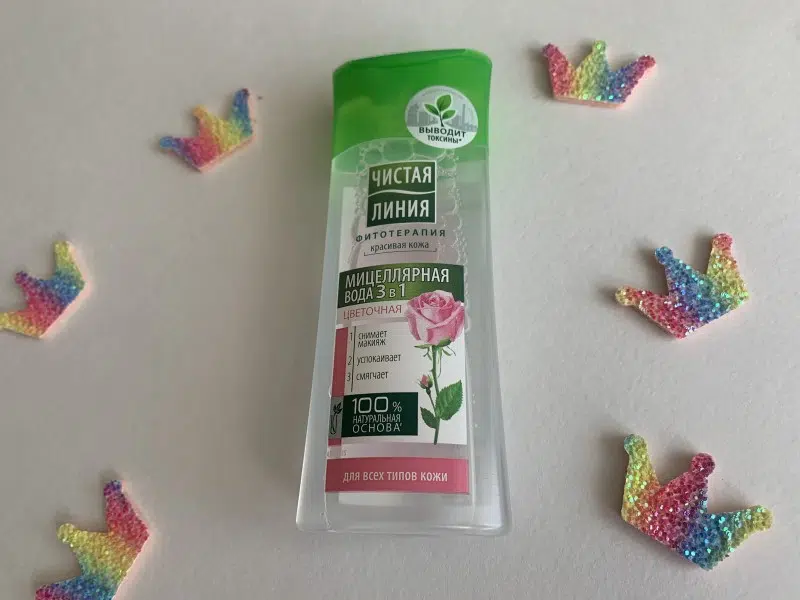 ВЫВОДИТ
ТОКСИНЫ*
ЧИСТАЯ
ЛИНИЯ
ФИТОТЕРАПИЯ
красивая кожа
МИЦЕЛЛЯРНАЯ
ВОДА 3 в 1
ЦВЕТОЧНАЯ
1 снимает
макияж
2 успокаивает
3 смягчает
100%
НАТУРАЛЬНАЯ
ОСНОВА¹
ДЛЯ ВСЕХ ТИПОВ КОЖИ